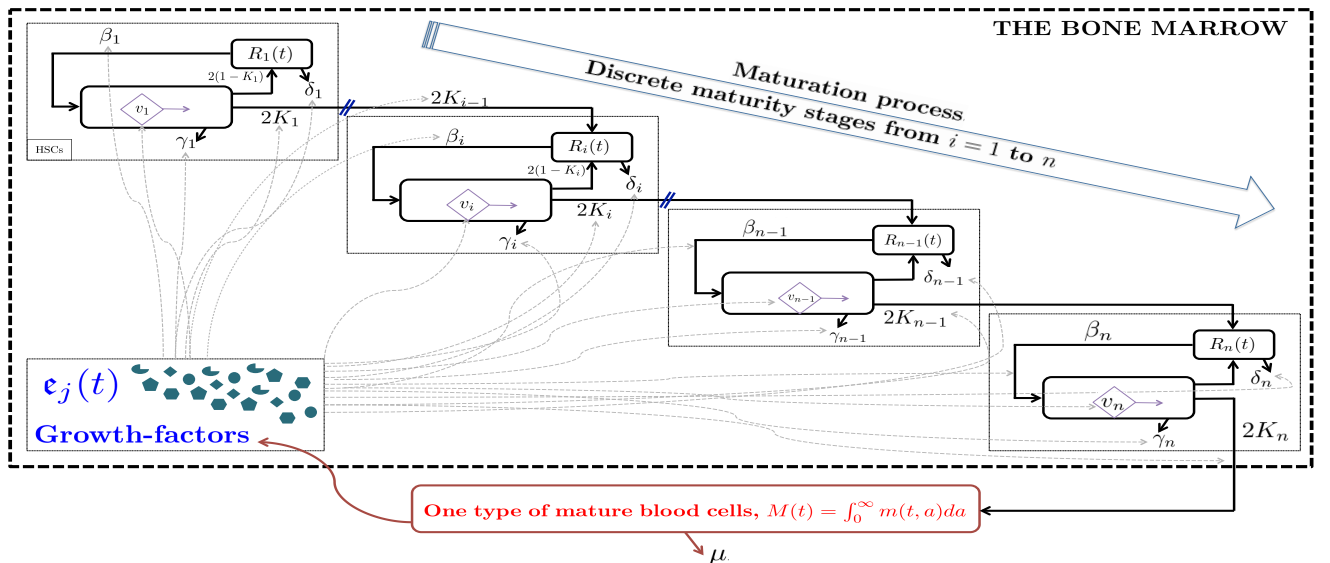 THE BONE MARROW
Maturation process
Discrete maturity stages from i = 1 to n
β₁
R₁(t)
2(1 − K₁)
δ₁
v₁
2K₁
γ₁
HSCs
2Kᵢ₋₁
βᵢ
Rᵢ(t)
2(1 − Kᵢ)
δᵢ
vᵢ
2Kᵢ
γᵢ
βₙ₋₁
Rₙ₋₁(t)
δₙ₋₁
vₙ₋₁
2Kₙ₋₁
γₙ₋₁
βₙ
Rₙ(t)
δₙ
vₙ
2Kₙ
γₙ
𝔢ⱼ(t)
Growth-factors
One type of mature blood cells, M(t) = ∫₀^∞ m(t, a)da
μ